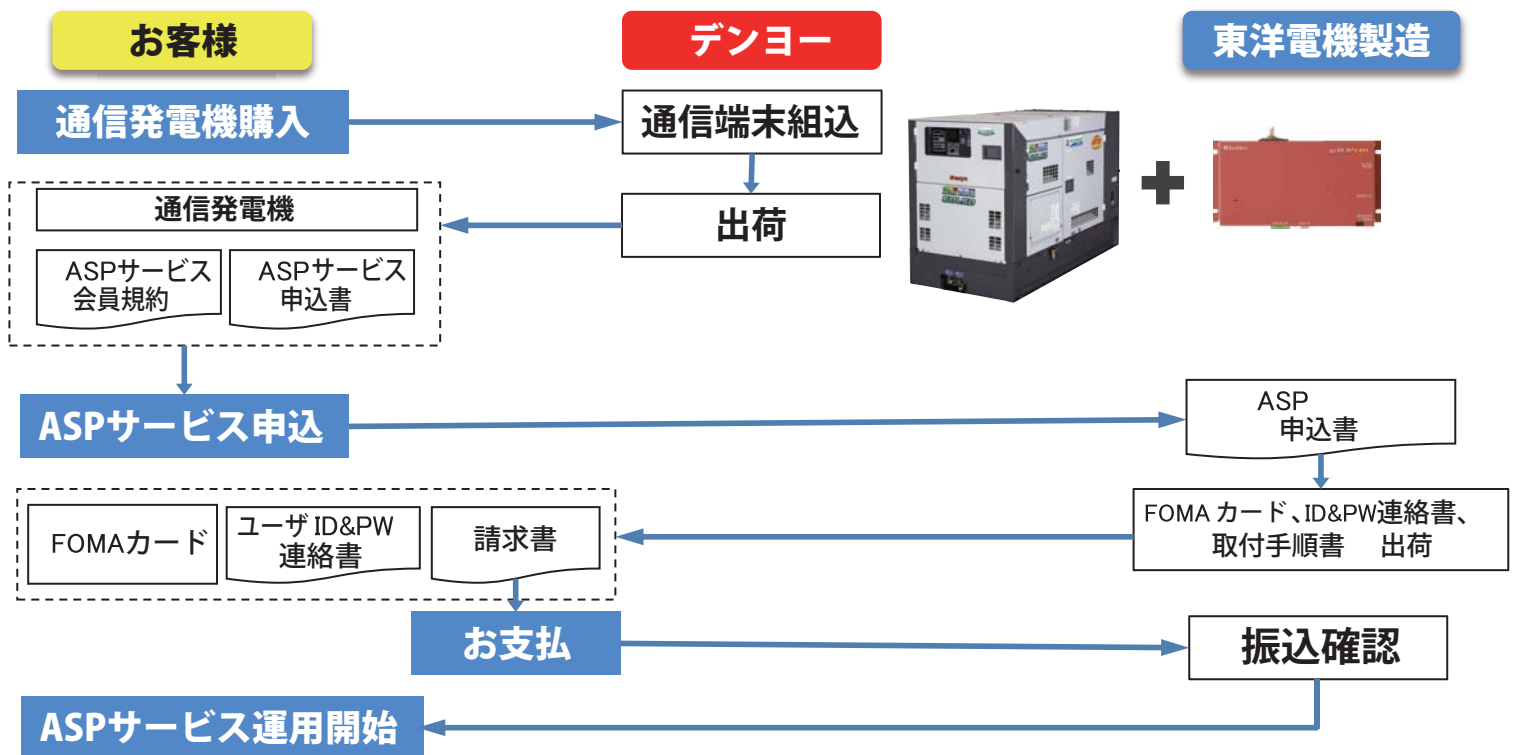 お客様
デンヨー
東洋電機製造
通信発電機購入
通信端末組込
出荷
通信発電機
ASPサービス
会員規約
ASPサービス
申込書
ASPサービス申込
ASP
申込書
FOMA カード、ID&PW連絡書、
取付手順書 出荷
FOMAカード
ユーザ ID&PW
連絡書
請求書
お支払
振込確認
ASPサービス運用開始